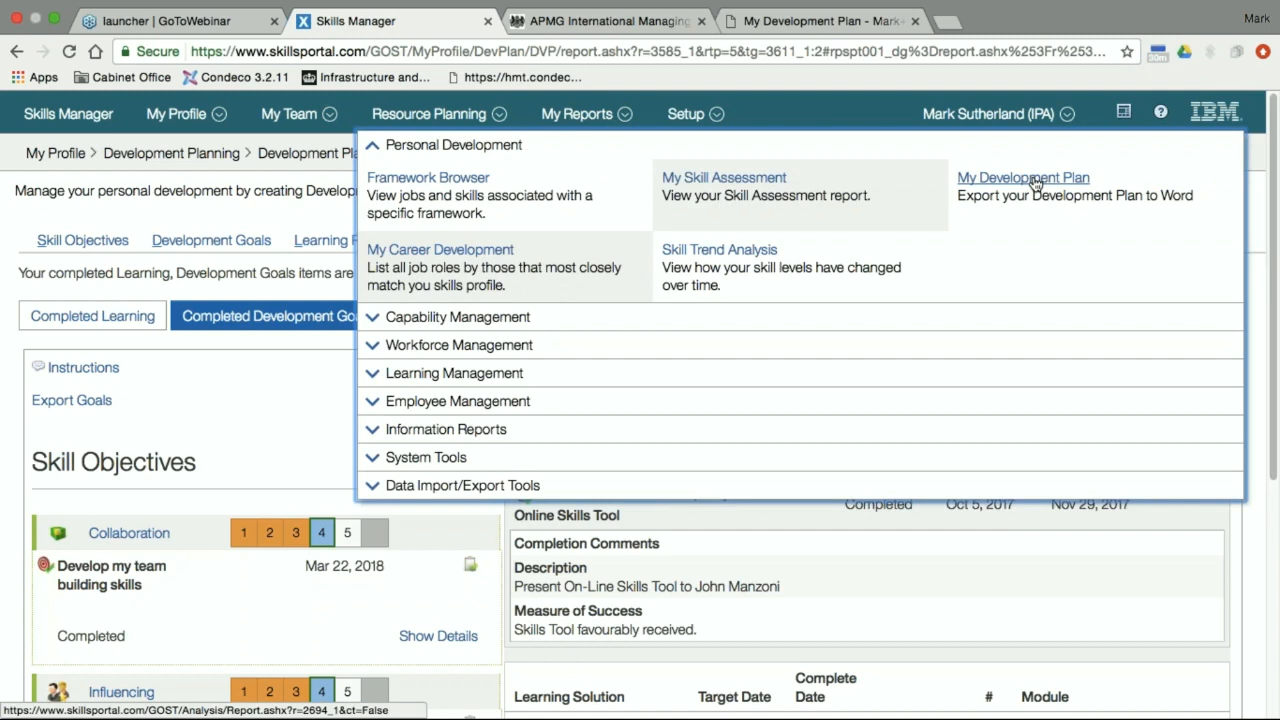 launcher | GoToWebinar
Skills Manager
APMG International Managing
My Development Plan - Mark
Mark
Secure
https://www.skillsportal.com/GOST/MyProfile/DevPlan/DVP/report.ashx?r=3585_1&rtp=5&tg=3611_1:2#rpspt001_dg%3Dreport.ashx%253Fr%253...
Apps
Cabinet Office
Condeco 3.2.11
Infrastructure and...
https://hmt.condec...
Skills Manager
My Profile
My Team
Resource Planning
My Reports
Setup
Mark Sutherland (IPA)
IBM
My Profile > Development Planning > Development Pla
Personal Development
Manage your personal development by creating Develop
Framework Browser
View jobs and skills associated with a
specific framework.
My Skill Assessment
View your Skill Assessment report.
My Development Plan
Export your Development Plan to Word
My Career Development
List all job roles by those that most closely
match you skills profile.
Skill Trend Analysis
View how your skill levels have changed
over time.
Capability Management
Workforce Management
Learning Management
Employee Management
Information Reports
System Tools
Data Import/Export Tools
Skill Objectives
Development Goals
Learning
Your completed Learning, Development Goals items are
Completed Learning
Completed Development Goa
Instructions
Export Goals
Skill Objectives
Collaboration
1 2 3 4 5
Develop my team
building skills
Mar 22, 2018
Completed
Show Details
Influencing
1 2 3 4 5
Completed
Oct 5, 2017
Nov 29, 2017
Online Skills Tool
Completion Comments
Description
Present On-Line Skills Tool to John Manzoni
Measure of Success
Skills Tool favourably received.
Learning Solution
Target Date
Complete
Date
#
Module
https://www.skillsportal.com/GOST/Analysis/Report.ashx?r=2694_1&ct=False